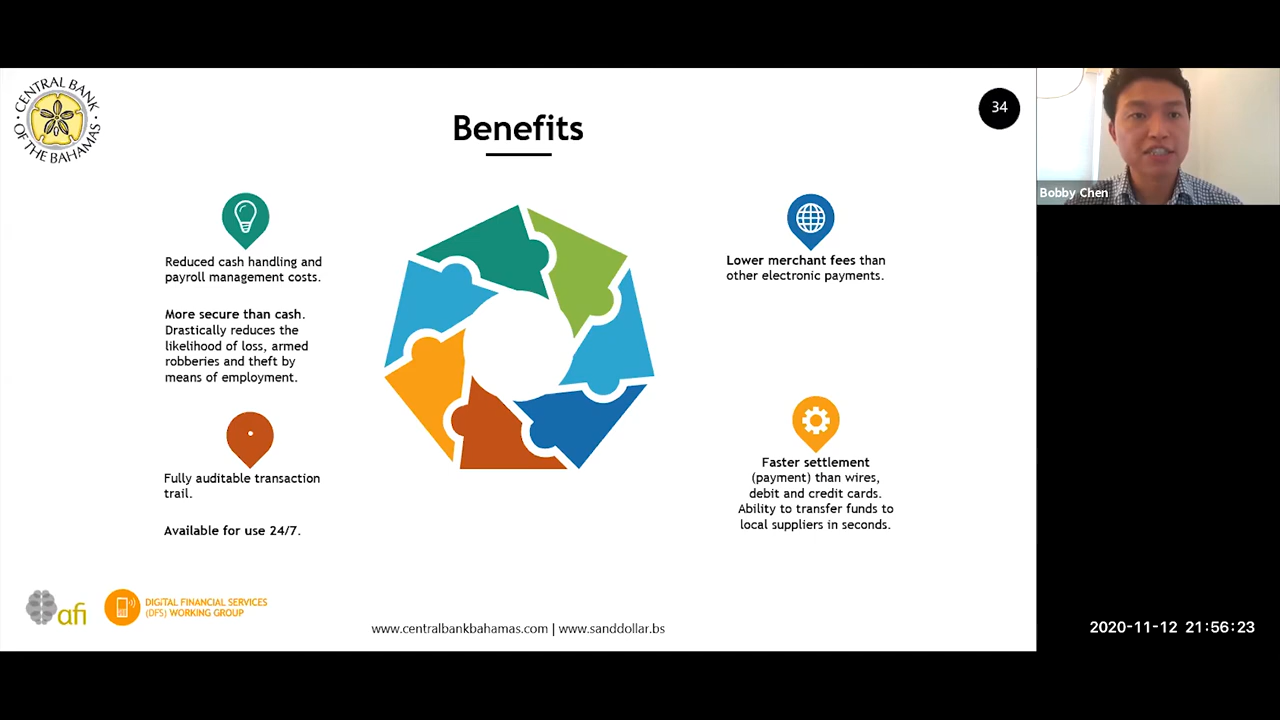 CENTRAL BANK
OF THE BAHAMAS
Benefits
34
Bobby Chen
Reduced cash handling and
payroll management costs.
More secure than cash.
Drastically reduces the
likelihood of loss, armed
robberies and theft by
means of employment.
Fully auditable transaction
trail.
Available for use 24/7.
Lower merchant fees than
other electronic payments.
Faster settlement
(payment) than wires,
debit and credit cards.
Ability to transfer funds to
local suppliers in seconds.
afi
DIGITAL FINANCIAL SERVICES
(DFS) WORKING GROUP
www.centralbankbahamas.com | www.sanddollar.bs
2020-11-12 21:56:23